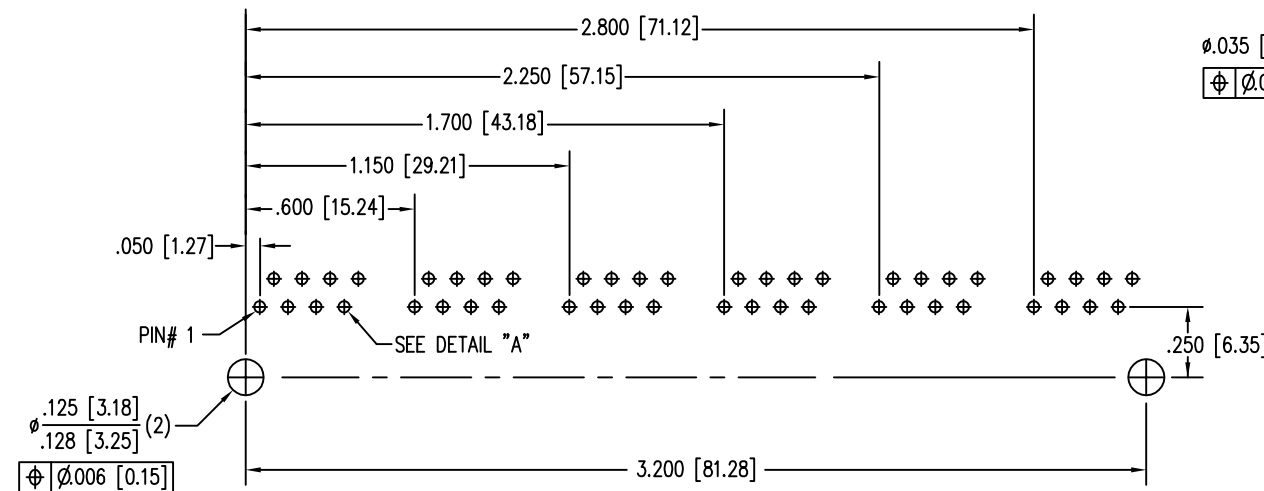 2.800 [71.12]
⌀.035 [
2.250 [57.15]
1.700 [43.18]
1.150 [29.21]
.600 [15.24]
.050 [1.27]
PIN# 1
SEE DETAIL "A"
.250 [6.35]
⌀ .125 [3.18]
.128 [3.25] (2)
⌖ ⌀.006 [0.15]
3.200 [81.28]